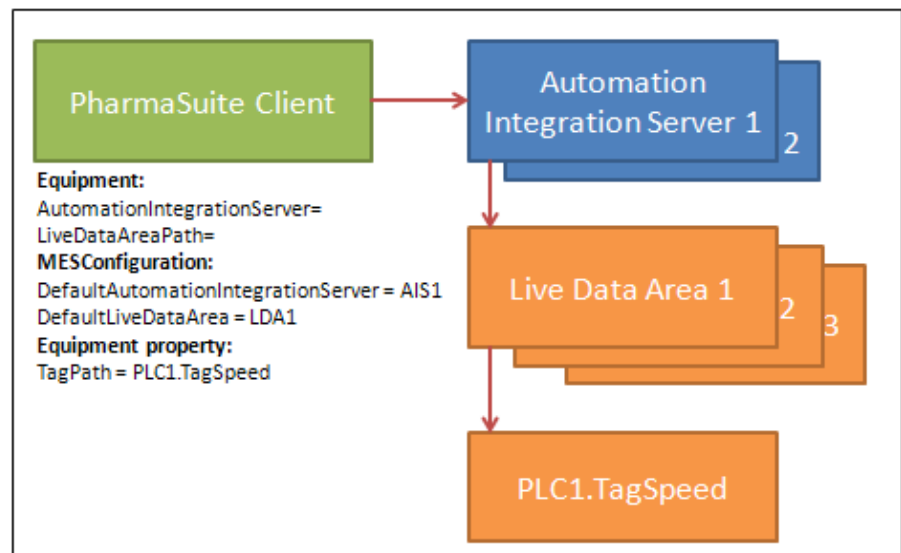 PharmaSuite Client
Automation
Integration Server 1
2
Equipment:
AutomationIntegrationServer=
LiveDataAreaPath=
MESConfiguration:
DefaultAutomationIntegrationServer = AIS1
DefaultLiveDataArea = LDA1
Equipment property:
TagPath = PLC1.TagSpeed
Live Data Area 1
2
3
PLC1.TagSpeed